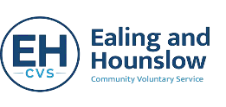 EH
CVS
Ealing and
Hounslow
Community Voluntary Service